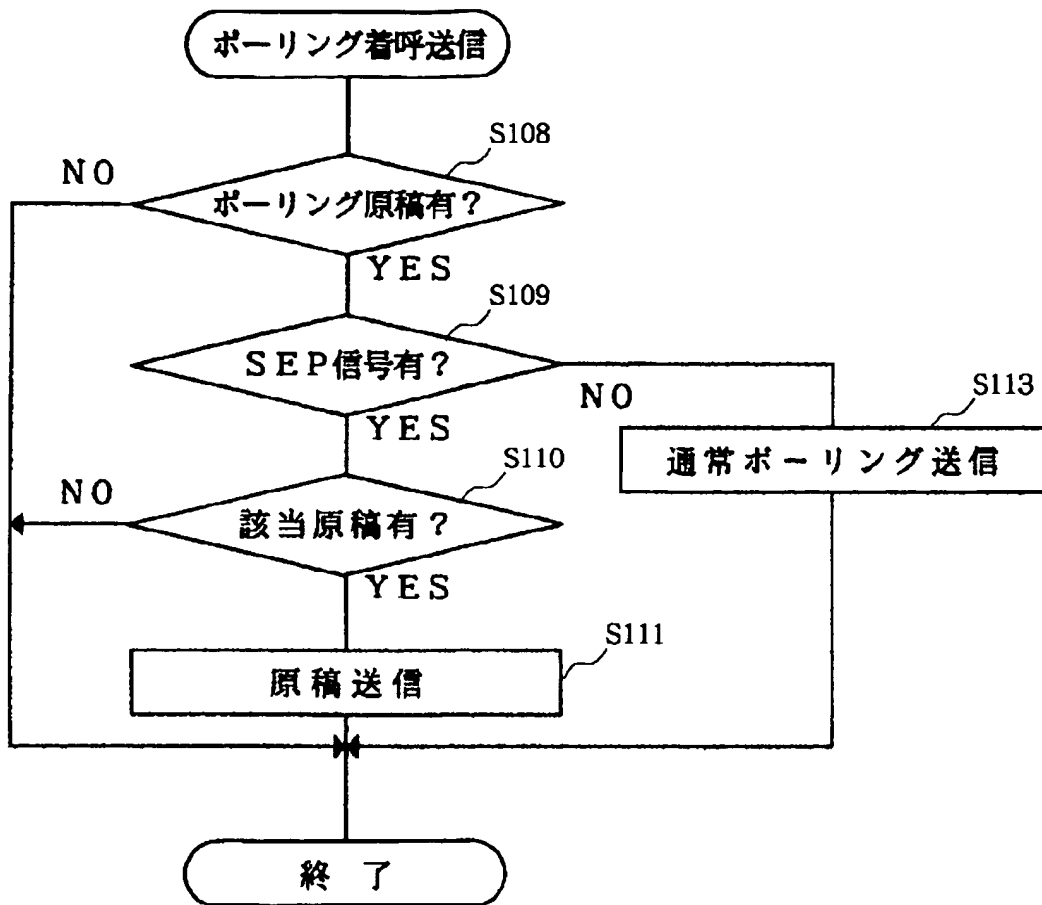 ポーリング着呼送信
S108
NO
ポーリング原稿有?
YES
S109
SEP信号有?
NO
YES
S113
通常ポーリング送信
S110
NO
該当原稿有?
YES
S111
原稿送信
終了